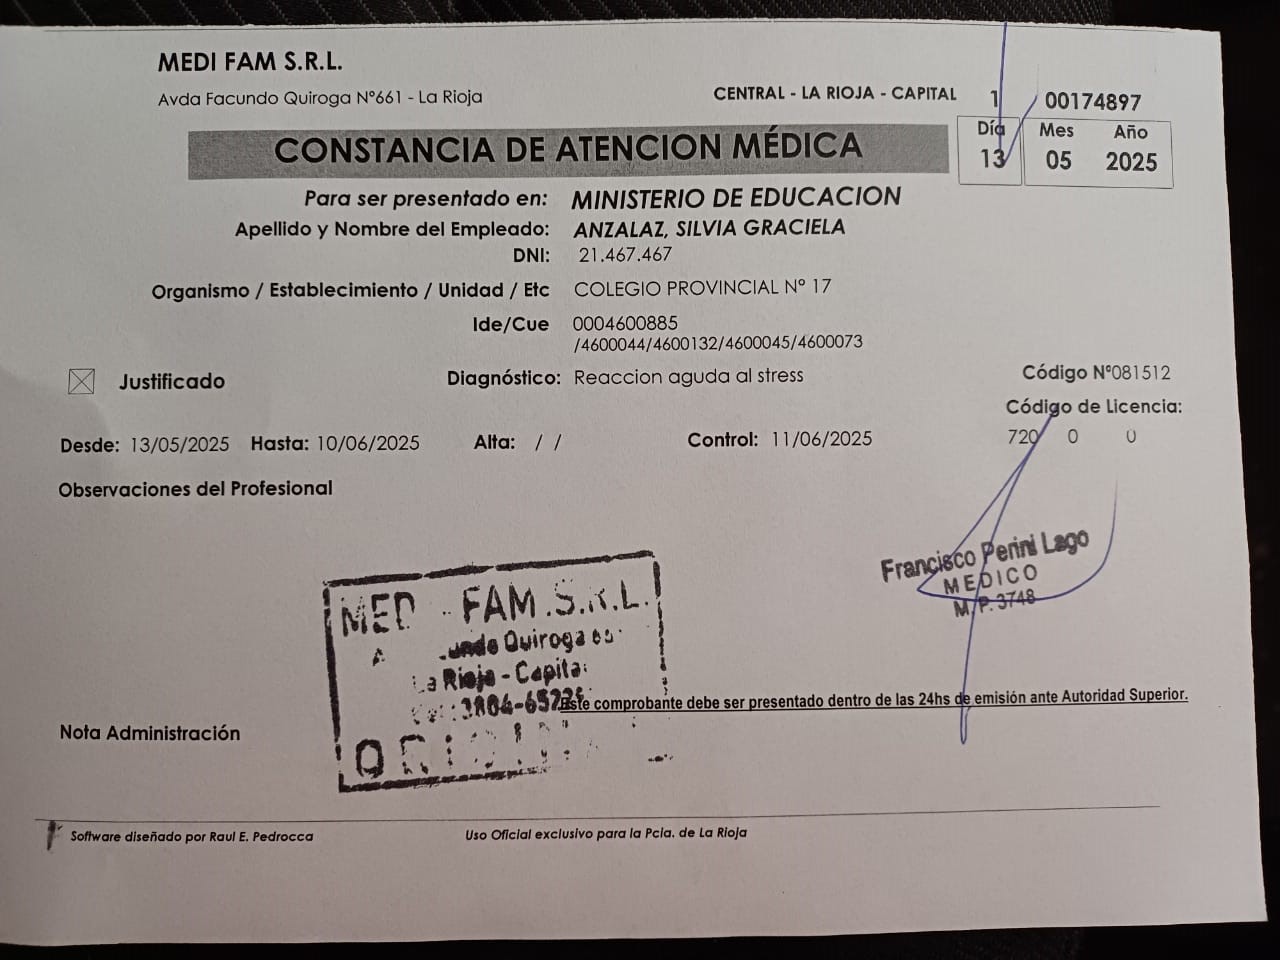 MEDI FAM S.R.L.
Avda Facundo Quiroga Nº661 - La Rioja
CENTRAL - LA RIOJA - CAPITAL 1 00174897
CONSTANCIA DE ATENCION MÉDICA
Día Mes Año
13 05 2025
Para ser presentado en: MINISTERIO DE EDUCACION
Apellido y Nombre del Empleado: ANZALAZ, SILVIA GRACIELA
DNI: 21.467.467
Organismo / Establecimiento / Unidad / Etc COLEGIO PROVINCIAL Nº 17
Ide/Cue 0004600885
/4600044/4600132/4600045/4600073
Justificado Diagnóstico: Reaccion aguda al stress Código Nº081512
Código de Licencia:
Desde: 13/05/2025 Hasta: 10/06/2025 Alta: / / Control: 11/06/2025 720 0 0
Observaciones del Profesional
Francisco Perini Lago
MEDICO
M.P. 3748
MED - FAM.S.R.L.
Quiroga
La Rioja - Capital
Este comprobante debe ser presentado dentro de las 24hs de emisión ante Autoridad Superior.
Nota Administración
Software diseñado por Raul E. Pedrocca
Uso Oficial exclusivo para la Pcia. de La Rioja